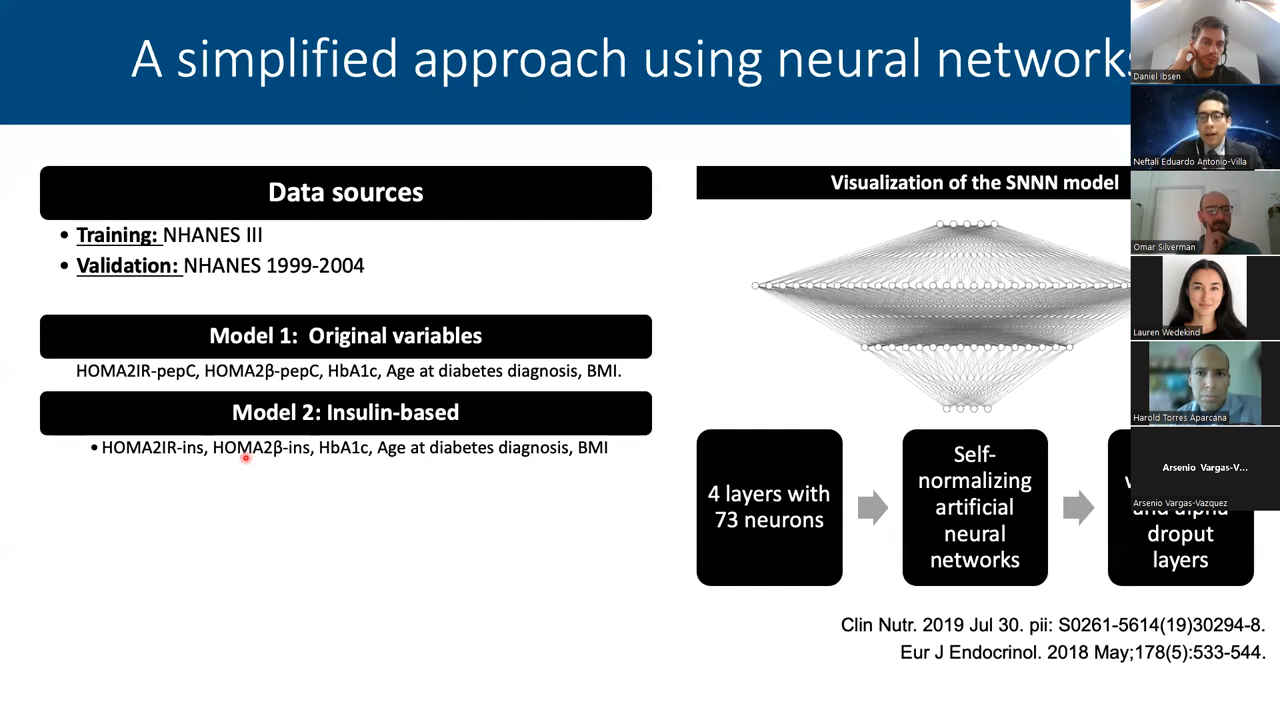 A simplified approach using neural networks
Data sources
• Training: NHANES III
• Validation: NHANES 1999-2004
Model 1: Original variables
HOMA2IR-pepC, HOMA2β-pepC, HbA1c, Age at diabetes diagnosis, BMI.
Model 2: Insulin-based
• HOMA2IR-ins, HOMA2β-ins, HbA1c, Age at diabetes diagnosis, BMI
Visualization of the SNNN model
4 layers with
73 neurons
Self-
normalizing
artificial
neural
networks
and alpha
droput
layers
Clin Nutr. 2019 Jul 30. pii: S0261-5614(19)30294-8.
Eur J Endocrinol. 2018 May;178(5):533-544.
Daniel Ibsen
Neftali Eduardo Antonio-Villa
Omar Silverman
Lauren Wedekind
Harold Torres Aparcana
Arsenio Vargas-V...
Arsenio Vargas-Vazquez